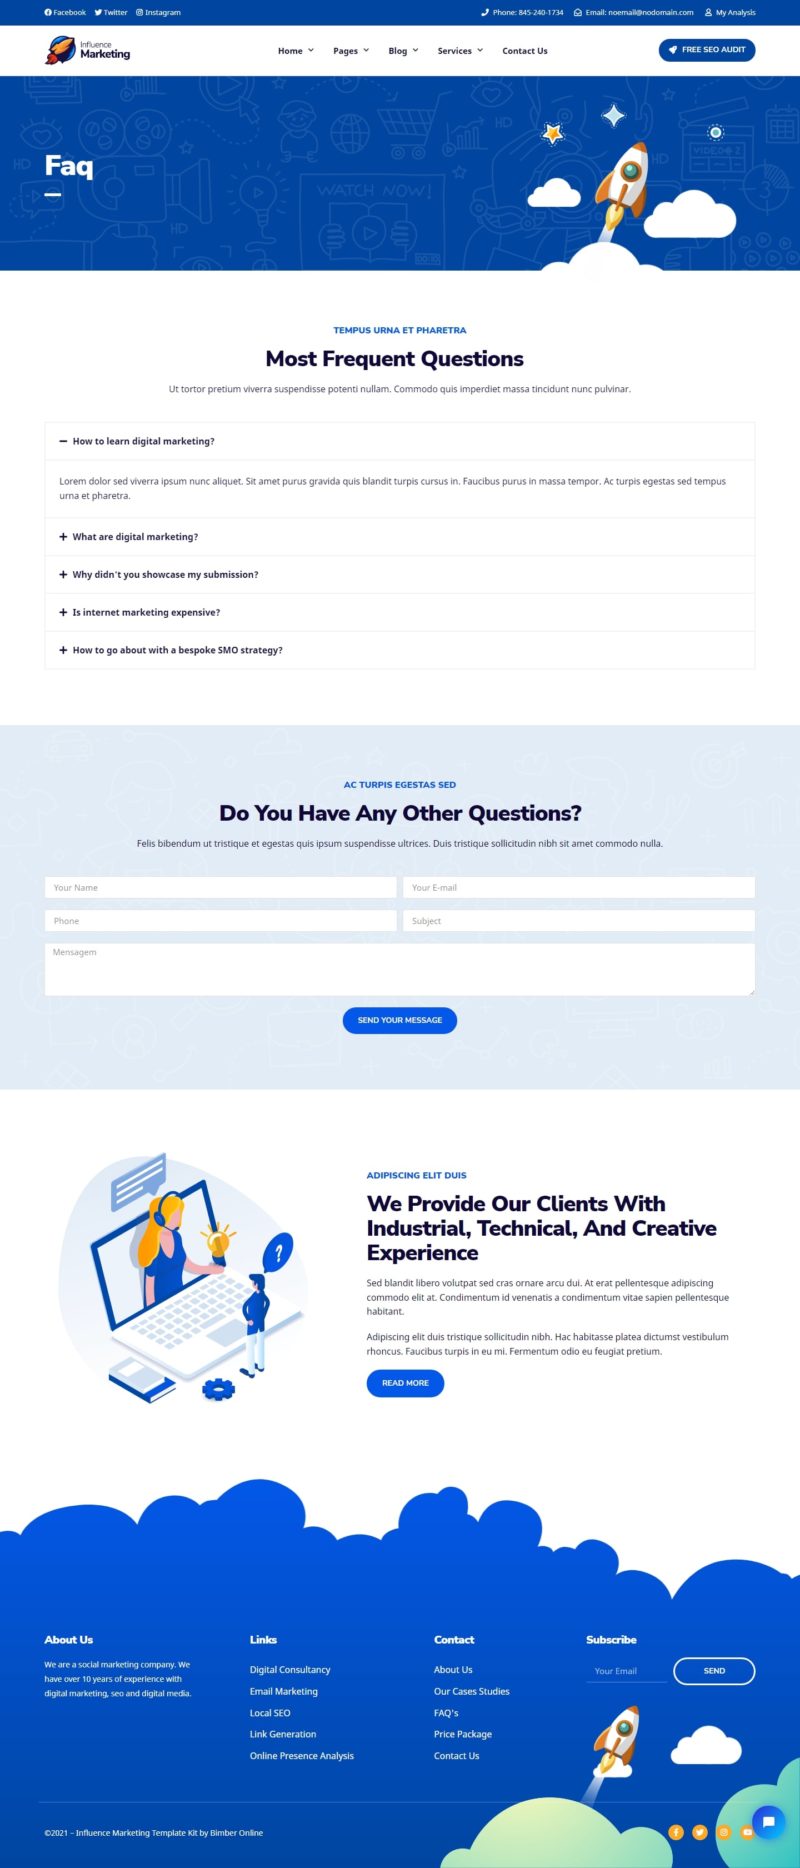 Facebook Twitter Instagram Phone: 845-240-1734 Email: noemail@nodomain.com My Analysis
Influence
Marketing
Home Pages Blog Services Contact Us FREE SEO AUDIT
HD
VIDEO
WATCH NOW!
Faq
TEMPUS URNA ET PHARETRA
Most Frequent Questions
Ut tortor pretium viverra suspendisse potenti nullam. Commodo quis imperdiet massa tincidunt nunc pulvinar.
How to learn digital marketing?
Lorem dolor sed viverra ipsum nunc aliquet. Sit amet purus gravida quis blandit turpis cursus in. Faucibus purus in massa tempor. Ac turpis egestas sed tempus
urna et pharetra.
What are digital marketing?
Why didn't you showcase my submission?
Is internet marketing expensive?
How to go about with a bespoke SMO strategy?
AC TURPIS EGESTAS SED
Do You Have Any Other Questions?
Felis bibendum ut tristique et egestas quis ipsum suspendisse ultrices. Duis tristique sollicitudin nibh sit amet commodo nulla.
Your Name Your E-mail
Phone Subject
Mensagem
SEND YOUR MESSAGE
ADIPISCING ELIT DUIS
We Provide Our Clients With
Industrial, Technical, And Creative
Experience
Sed blandit libero volutpat sed cras ornare arcu dui. At erat pellentesque adipiscing
commodo elit at. Condimentum id venenatis a condimentum vitae sapien pellentesque
habitant.
Adipiscing elit duis tristique sollicitudin nibh. Hac habitasse platea dictumst vestibulum
rhoncus. Faucibus turpis in eu mi. Fermentum odio eu feugiat pretium.
READ MORE
?
About Us
We are a social marketing company. We
have over 10 years of experience with
digital marketing, seo and digital media.
Links
Digital Consultancy
Email Marketing
Local SEO
Link Generation
Online Presence Analysis
Contact
About Us
Our Cases Studies
FAQ's
Price Package
Contact Us
Subscribe
Your Email SEND
©2021 – Influence Marketing Template Kit by Bimber Online